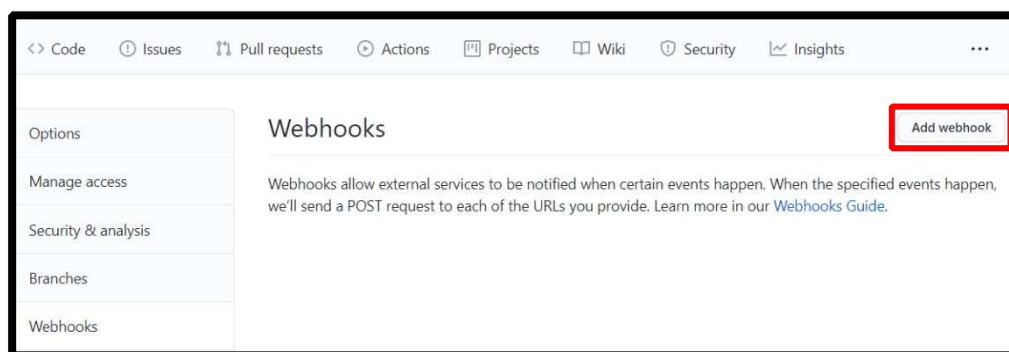 Code Issues Pull requests Actions Projects Wiki Security Insights ...
Options
Manage access
Security & analysis
Branches
Webhooks
Webhooks
Add webhook
Webhooks allow external services to be notified when certain events happen. When the specified events happen,
we'll send a POST request to each of the URLs you provide. Learn more in our Webhooks Guide.